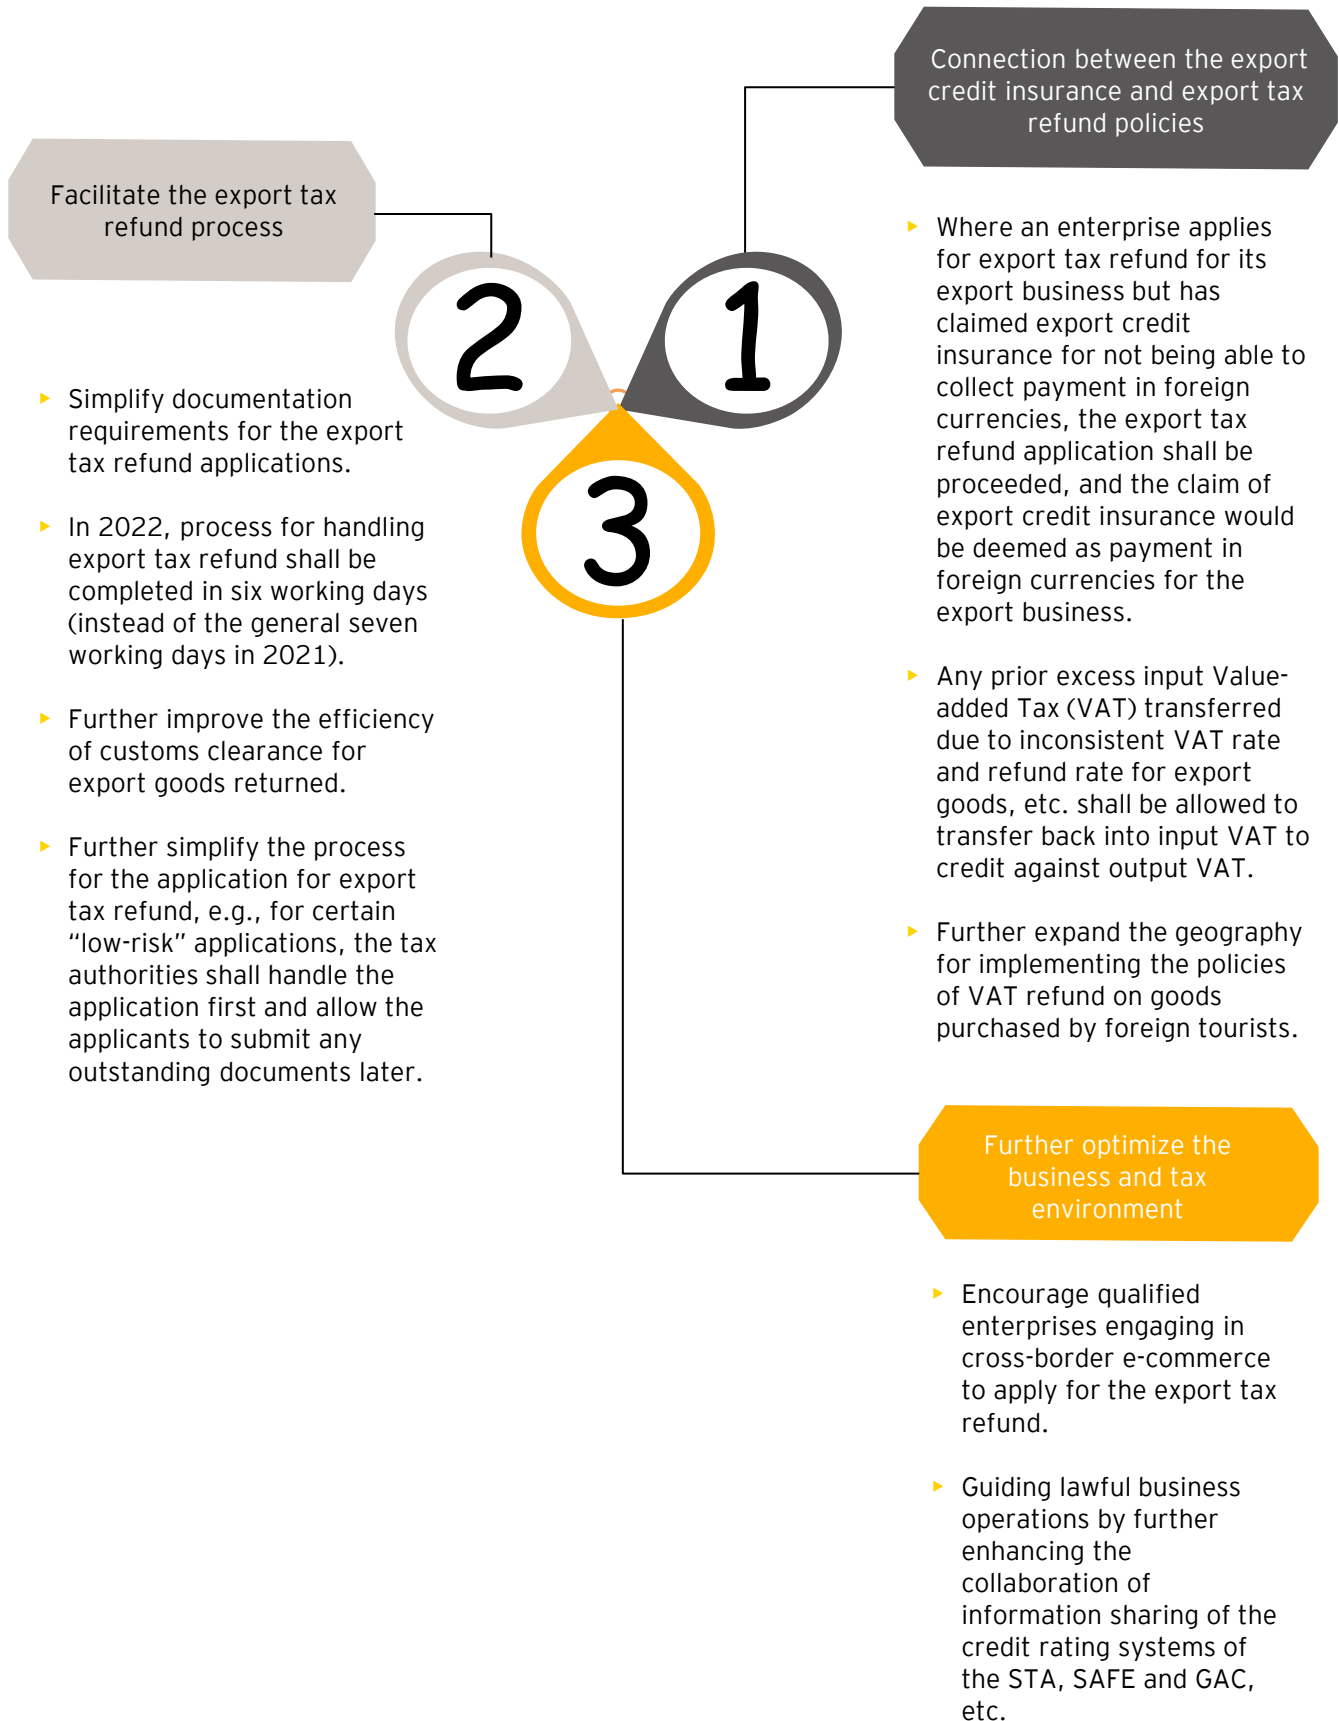 Connection between the export
credit insurance and export tax
refund policies
1
► Where an enterprise applies
for export tax refund for its
export business but has
claimed export credit
insurance for not being able to
collect payment in foreign
currencies, the export tax
refund application shall be
proceeded, and the claim of
export credit insurance would
be deemed as payment in
foreign currencies for the
export business.
► Any prior excess input Value-
added Tax (VAT) transferred
due to inconsistent VAT rate
and refund rate for export
goods, etc. shall be allowed to
transfer back into input VAT to
credit against output VAT.
► Further expand the geography
for implementing the policies
of VAT refund on goods
purchased by foreign tourists.
Facilitate the export tax
refund process
2
► Simplify documentation
requirements for the export
tax refund applications.
► In 2022, process for handling
export tax refund shall be
completed in six working days
(instead of the general seven
working days in 2021).
► Further improve the efficiency
of customs clearance for
export goods returned.
► Further simplify the process
for the application for export
tax refund, e.g., for certain
“low-risk” applications, the tax
authorities shall handle the
application first and allow the
applicants to submit any
outstanding documents later.
3
Further optimize the
business and tax
environment
► Encourage qualified
enterprises engaging in
cross-border e-commerce
to apply for the export tax
refund.
► Guiding lawful business
operations by further
enhancing the
collaboration of
information sharing of the
credit rating systems of
the STA, SAFE and GAC,
etc.